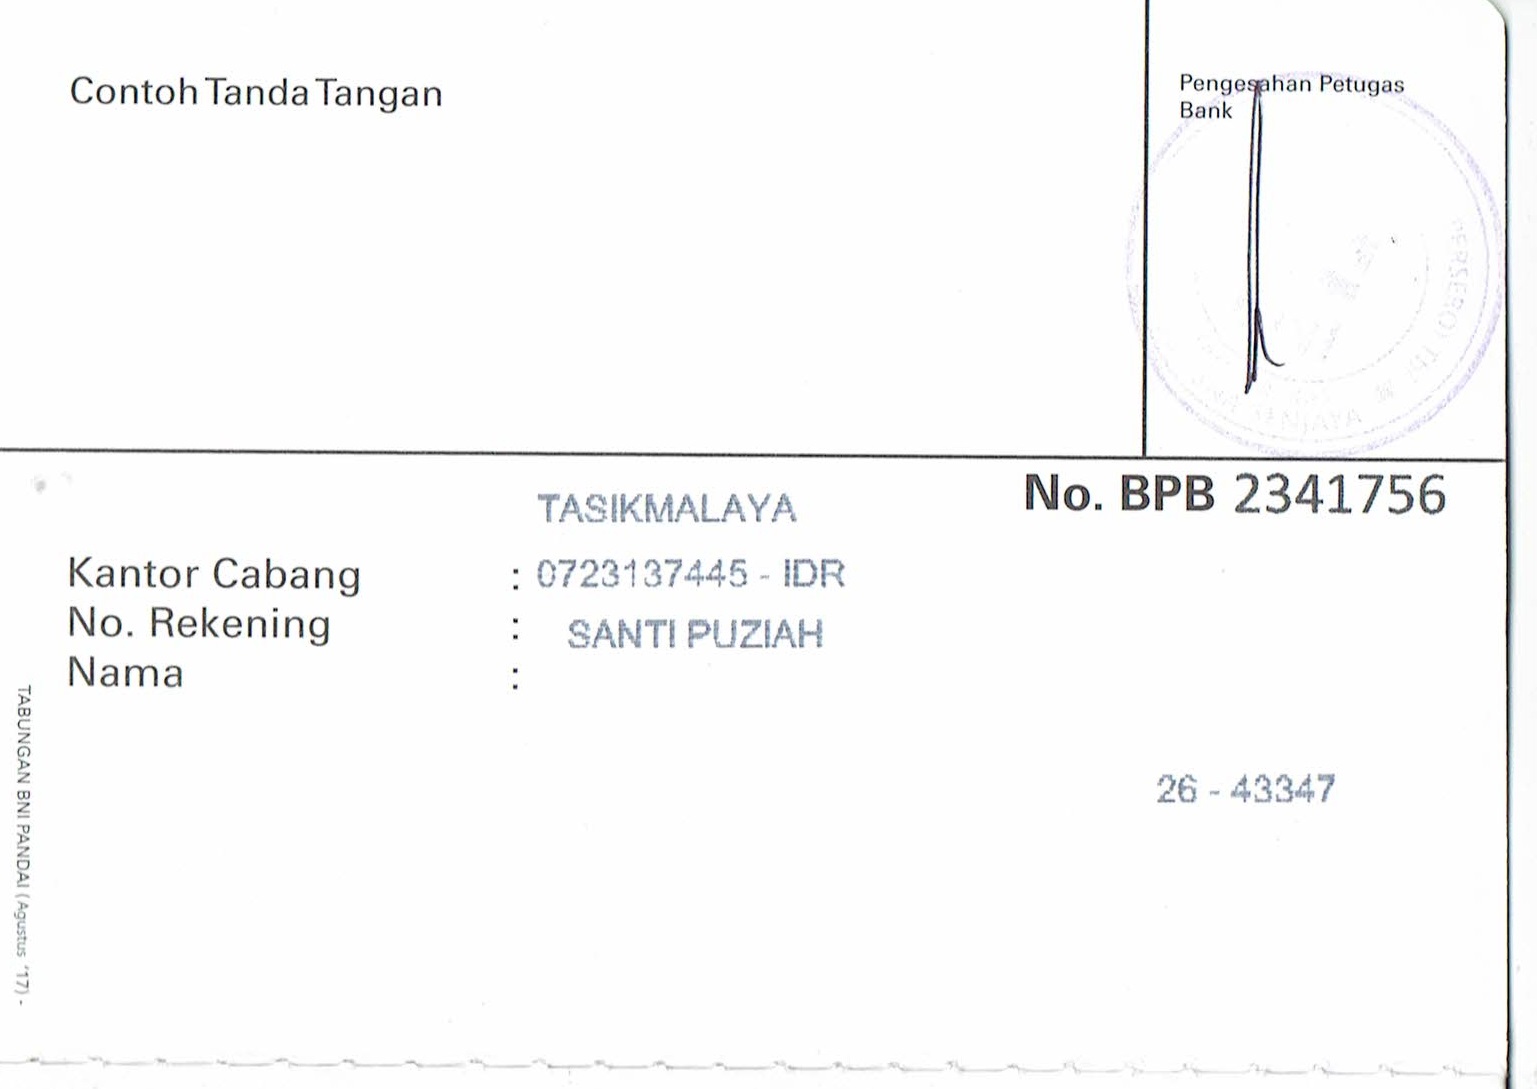 Contoh Tanda Tangan
Pengesahan Petugas
Bank
PERSERO) Tbk
No. BPB 2341756
TASIKMALAYA
Kantor Cabang : 0723137445 - IDR
No. Rekening : SANTI PUZIAH
Nama :
26 - 43347
TABUNGAN BNI PANDAI (Agustus '17) -